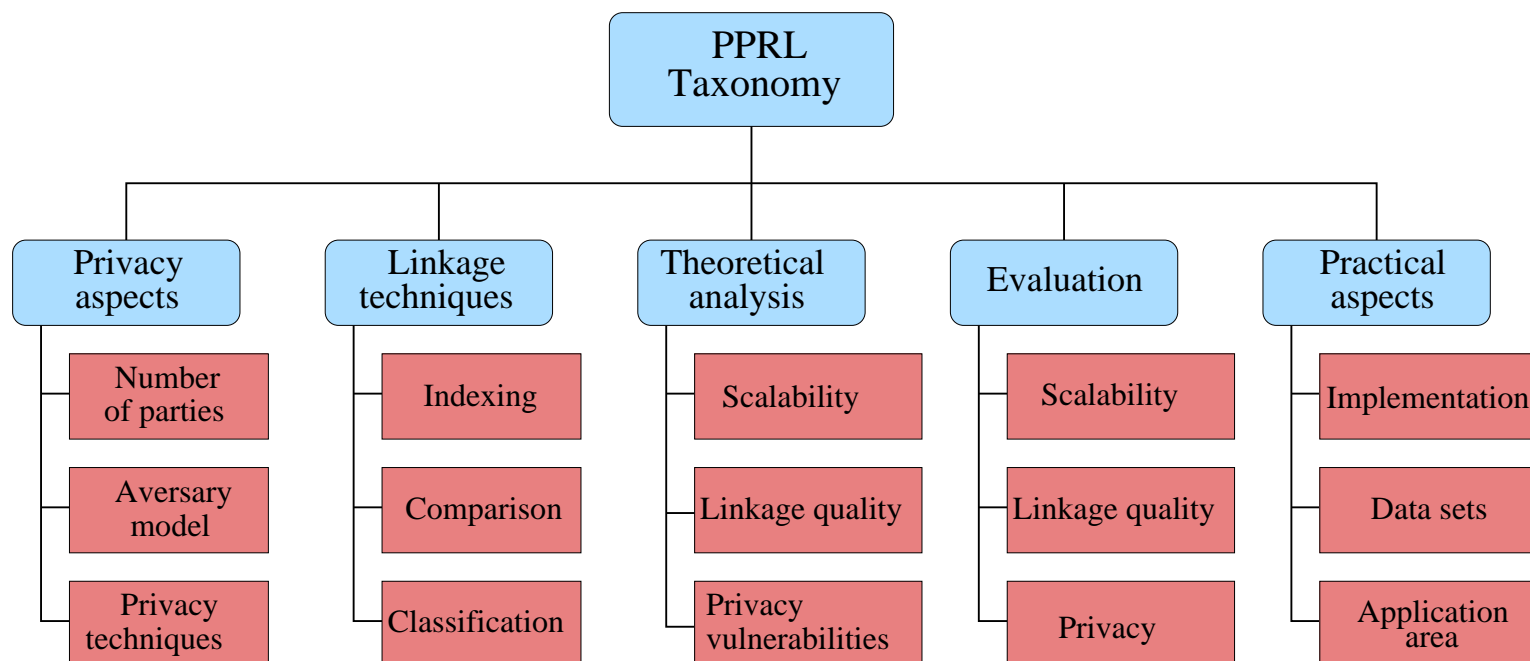 PPRL
Taxonomy
Privacy
aspects
Linkage
techniques
Theoretical
analysis
Evaluation
Practical
aspects
Number
of parties
Indexing
Scalability
Scalability
Implementation
Aversary
model
Comparison
Linkage quality
Linkage quality
Data sets
Privacy
techniques
Classification
Privacy
vulnerabilities
Privacy
Application
area